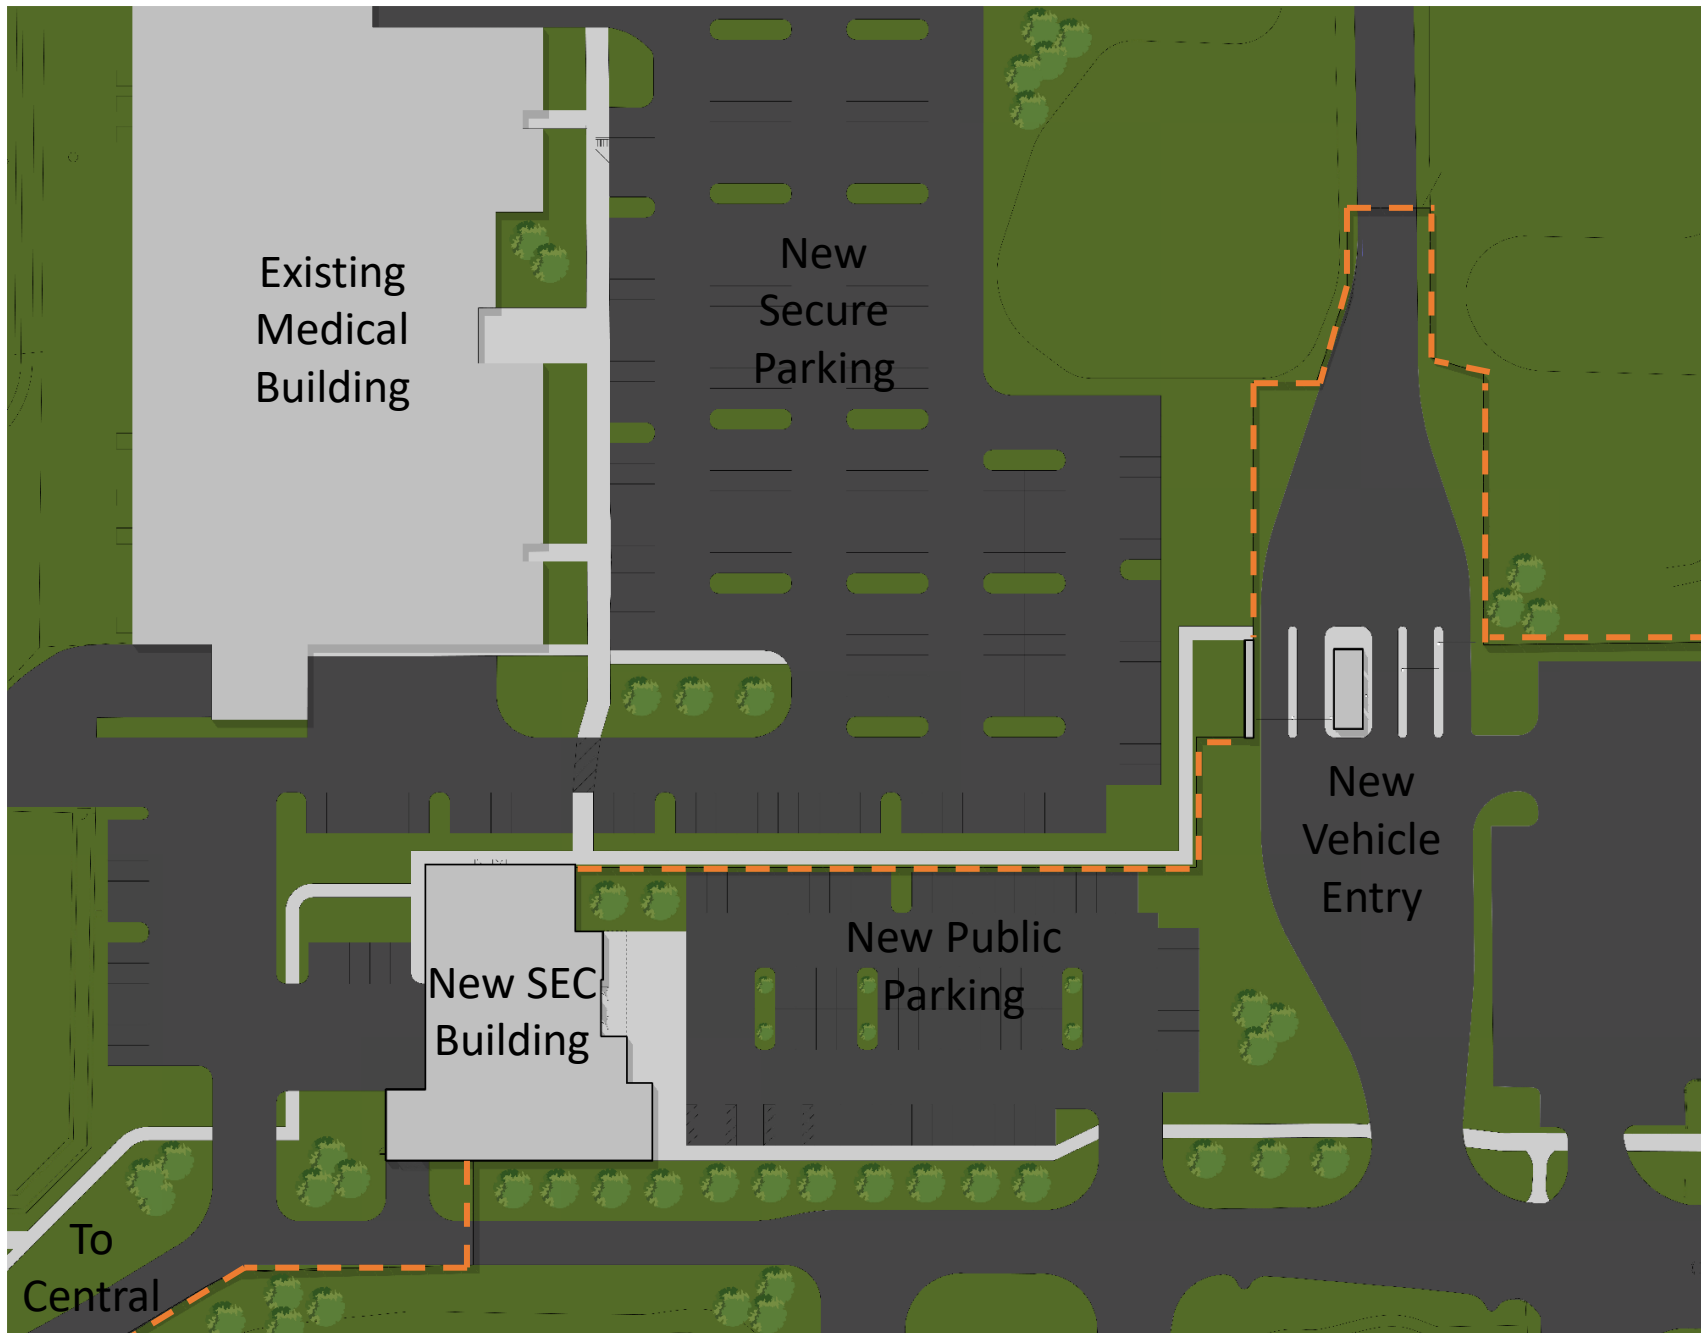 New
Secure
Parking
Existing
Medical
Building
New
Vehicle
Entry
New Public
Parking
New SEC
Building
To
Central